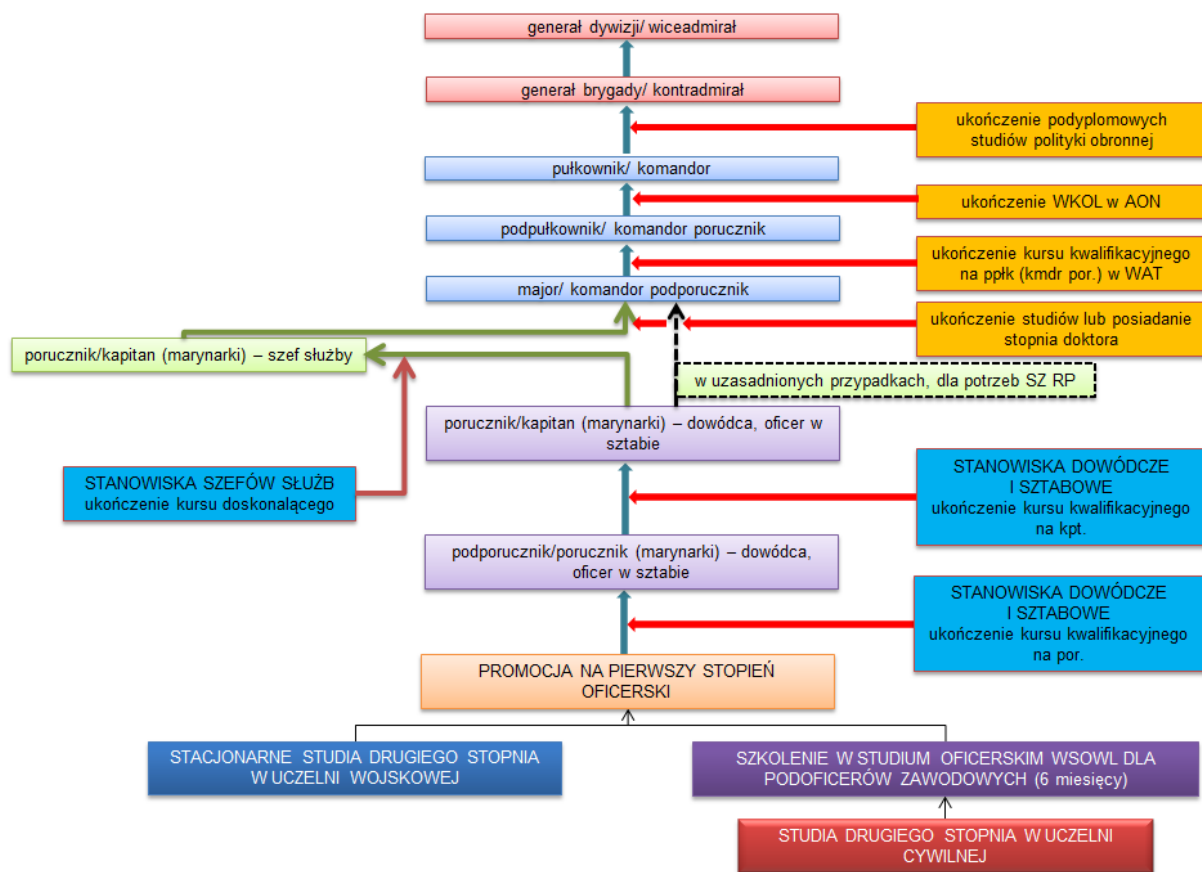 generał dywizji/ wiceadmirał
generał brygady/ kontradmirał
ukończenie podyplomowych
studiów polityki obronnej
pułkownik/ komandor
ukończenie WKOL w AON
podpułkownik/ komandor porucznik
ukończenie kursu kwalifikacyjnego
na ppłk (kmdr por.) w WAT
major/ komandor podporucznik
ukończenie studiów lub posiadanie
stopnia doktora
porucznik/kapitan (marynarki) – szef służby
w uzasadnionych przypadkach, dla potrzeb SZ RP
porucznik/kapitan (marynarki) – dowódca, oficer w
sztabie
STANOWISKA SZEFÓW SŁUŻB
ukończenie kursu doskonalącego
STANOWISKA DOWÓDCZE
I SZTABOWE
ukończenie kursu kwalifikacyjnego
na kpt.
podporucznik/porucznik (marynarki) – dowódca,
oficer w sztabie
STANOWISKA DOWÓDCZE
I SZTABOWE
ukończenie kursu kwalifikacyjnego
na por.
PROMOCJA NA PIERWSZY STOPIEŃ
OFICERSKI
STACJONARNE STUDIA DRUGIEGO STOPNIA
W UCZELNI WOJSKOWEJ
SZKOLENIE W STUDIUM OFICERSKIM WSOWL DLA
PODOFICERÓW ZAWODOWYCH (6 miesięcy)
STUDIA DRUGIEGO STOPNIA W UCZELNI
CYWILNEJ